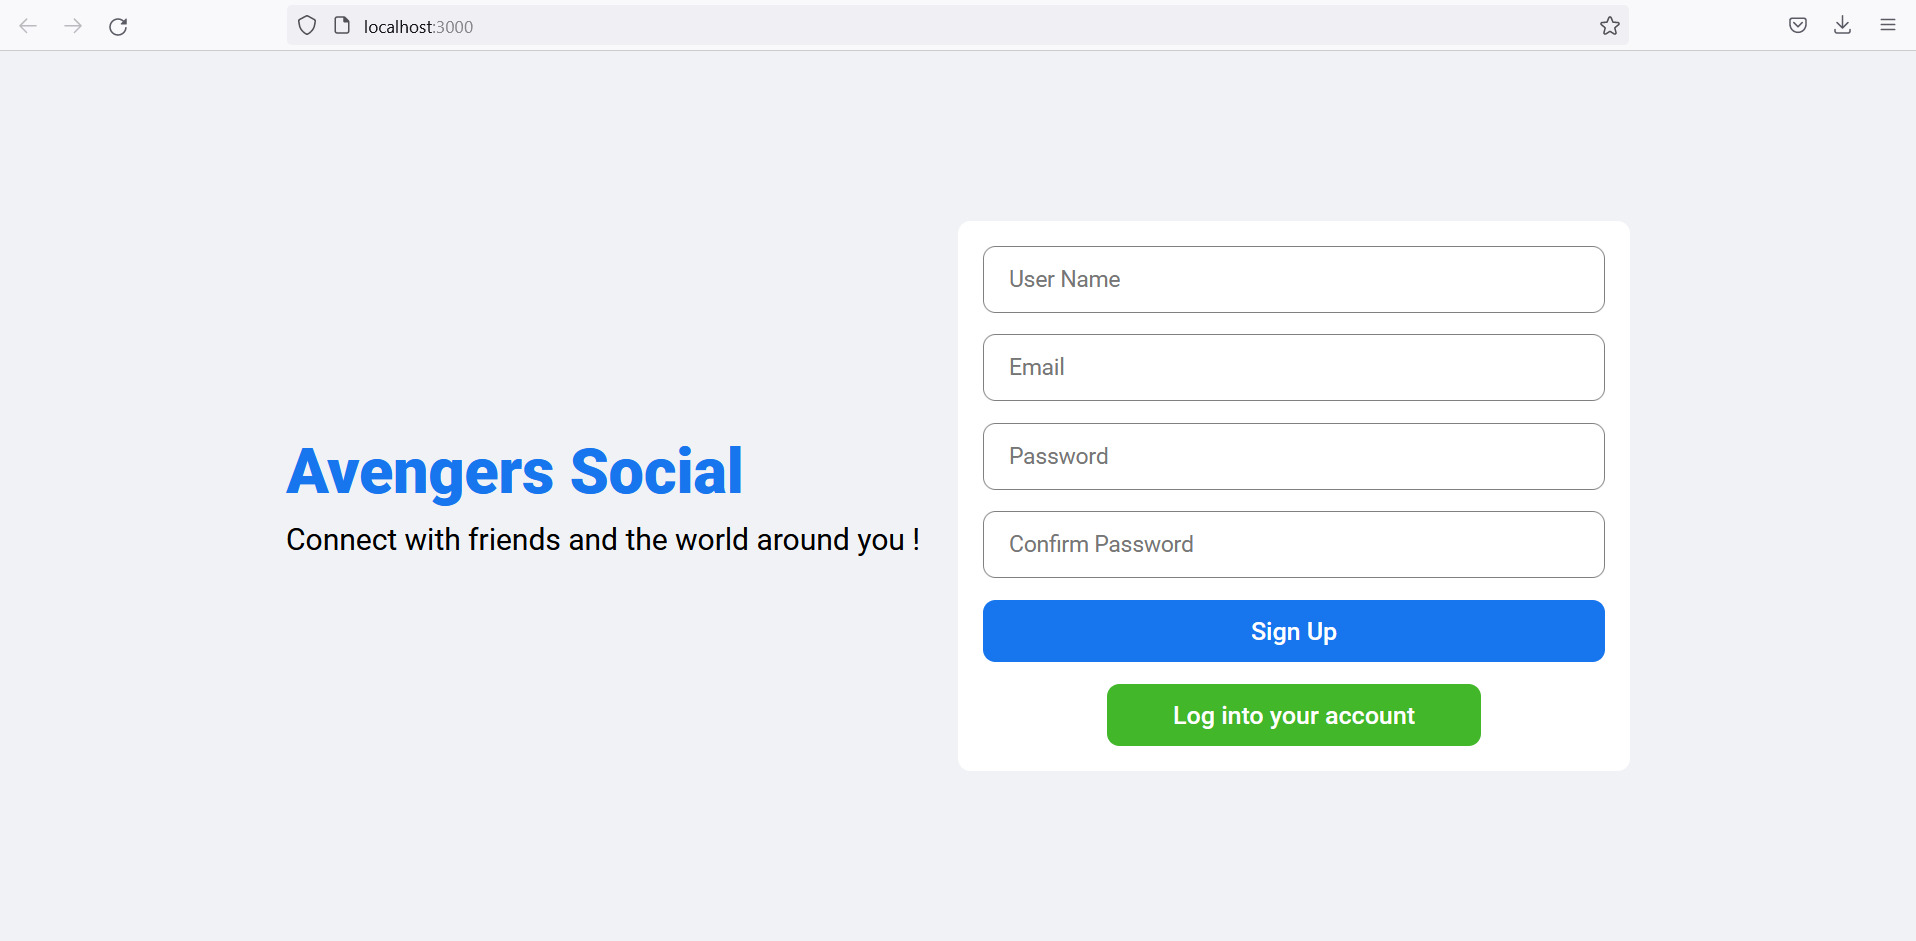 localhost:3000
Avengers Social
Connect with friends and the world around you !
User Name
Email
Password
Confirm Password
Sign Up
Log into your account